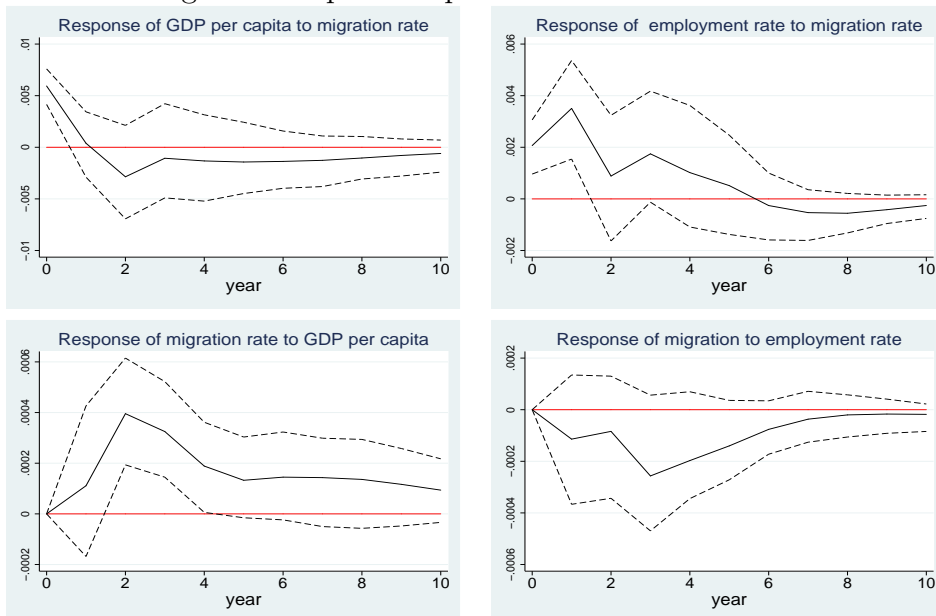 Response of GDP per capita to migration rate
.01
.005
0
-.005
-.01
0 2 4 6 8 10
year
Response of employment rate to migration rate
.006
.004
.002
0
-.002
0 2 4 6 8 10
year
Response of migration rate to GDP per capita
.0006
.0004
.0002
0
-.0002
0 2 4 6 8 10
year
Response of migration to employment rate
.0002
0
-.0002
-.0004
-.0006
0 2 4 6 8 10
year